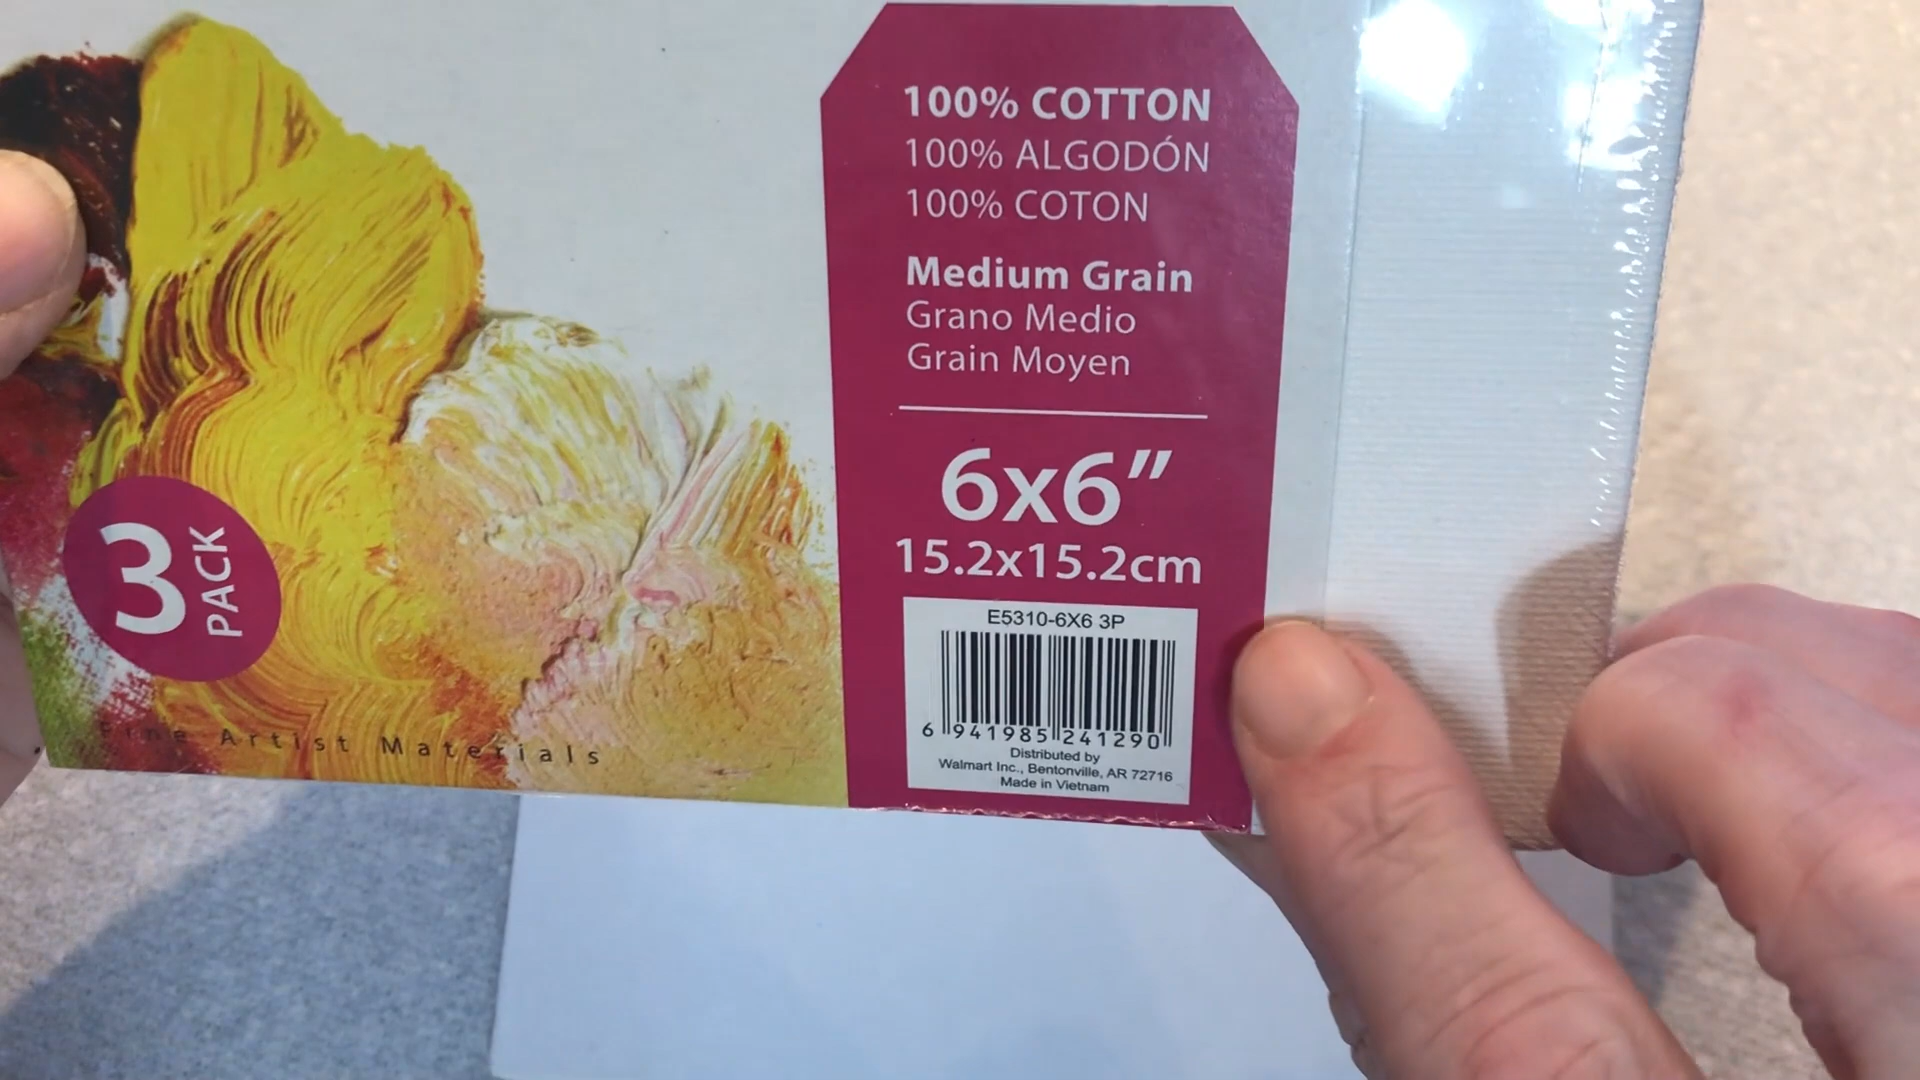 100% COTTON
100% ALGODÓN
100% COTON
Medium Grain
Grano Medio
Grain Moyen
6x6”
15.2x15.2cm
E5310-6X6 3P
6 941985 241290
Distributed by
Walmart Inc., Bentonville, AR 72716
Made in Vietnam
3 PACK
Fine Artist Materials